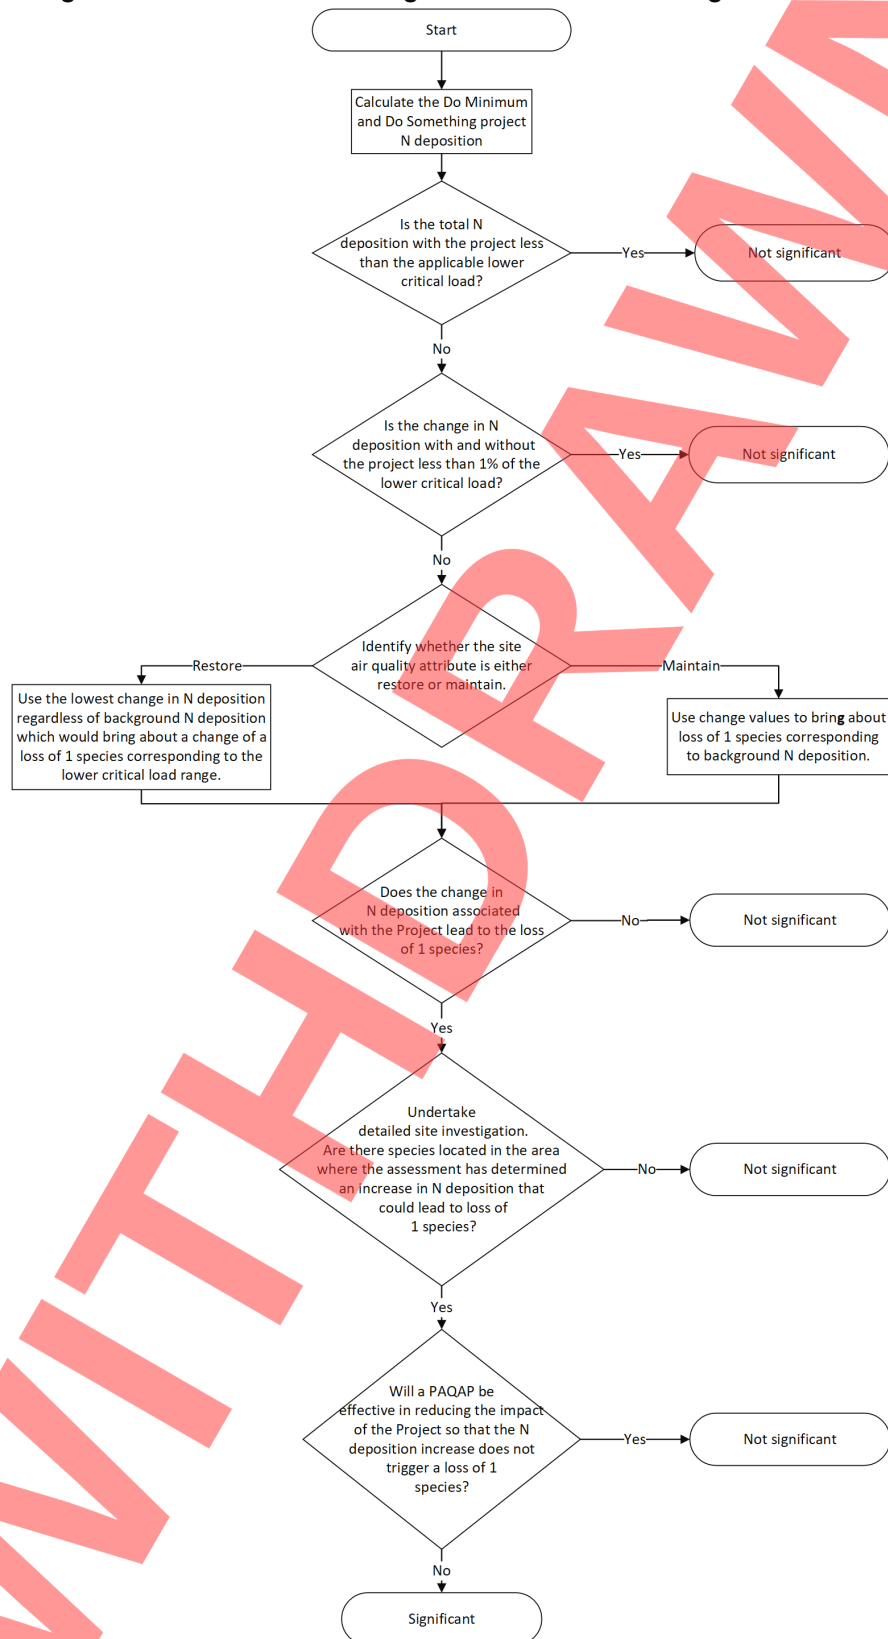 Start
Calculate the Do Minimum
and Do Something project
N deposition
Is the total N
deposition with the project less
than the applicable lower
critical load?
Yes
Not significant
No
Is the change in N
deposition with and without
the project less than 1% of the
lower critical load?
Yes
Not significant
No
Identify whether the site
air quality attribute is either
restore or maintain.
Restore
Maintain
Use the lowest change in N deposition
regardless of background N deposition
which would bring about a change of a
loss of 1 species corresponding to the
lower critical load range.
Use change values to bring about
loss of 1 species corresponding
to background N deposition.
Does the change in
N deposition associated
with the Project lead to the loss
of 1 species?
No
Not significant
Yes
Undertake
detailed site investigation.
Are there species located in the area
where the assessment has determined
an increase in N deposition that
could lead to loss of
1 species?
No
Not significant
Yes
Will a PAQAP be
effective in reducing the impact
of the Project so that the N
deposition increase does not
trigger a loss of 1
species?
Yes
Not significant
No
Significant
WITHDRAWN